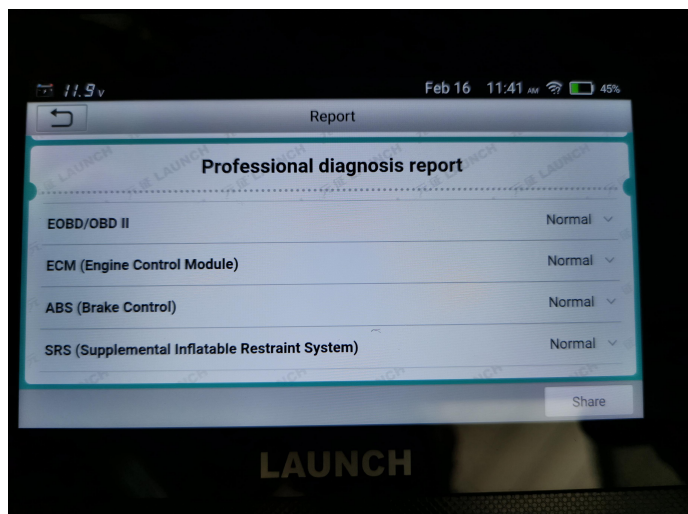 11.9 v Feb 16 11:41 AM 45%
Report
Professional diagnosis report
EOBD/OBD II Normal
ECM (Engine Control Module) Normal
ABS (Brake Control) Normal
SRS (Supplemental Inflatable Restraint System) Normal
Share
LAUNCH